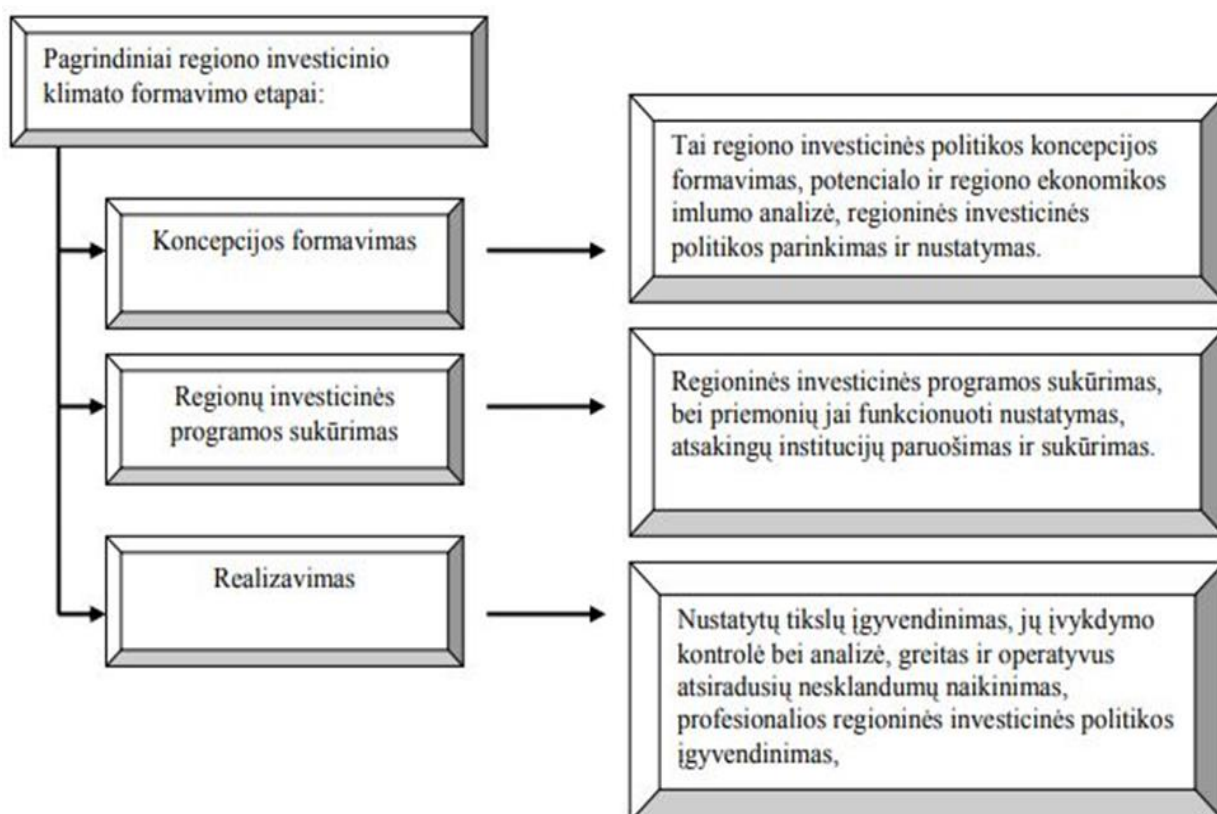 Pagrindiniai regiono investicinio
klimato formavimo etapai:
Koncepcijos formavimas
Tai regiono investicinės politikos koncepcijos
formavimas, potencialo ir regiono ekonomikos
imlumo analizė, regioninės investicinės
politikos parinkimas ir nustatymas.
Regionų investicinės
programos sukūrimas
Regioninės investicinės programos sukūrimas,
bei priemonių jai funkcionuoti nustatymas,
atsakingų institucijų paruošimas ir sukūrimas.
Realizavimas
Nustatytų tikslų įgyvendinimas, jų įvykdymo
kontrolė bei analizė, greitas ir operatyvus
atsiradusių nesklandumų naikinimas,
profesionalios regioninės investicinės politikos
įgyvendinimas,